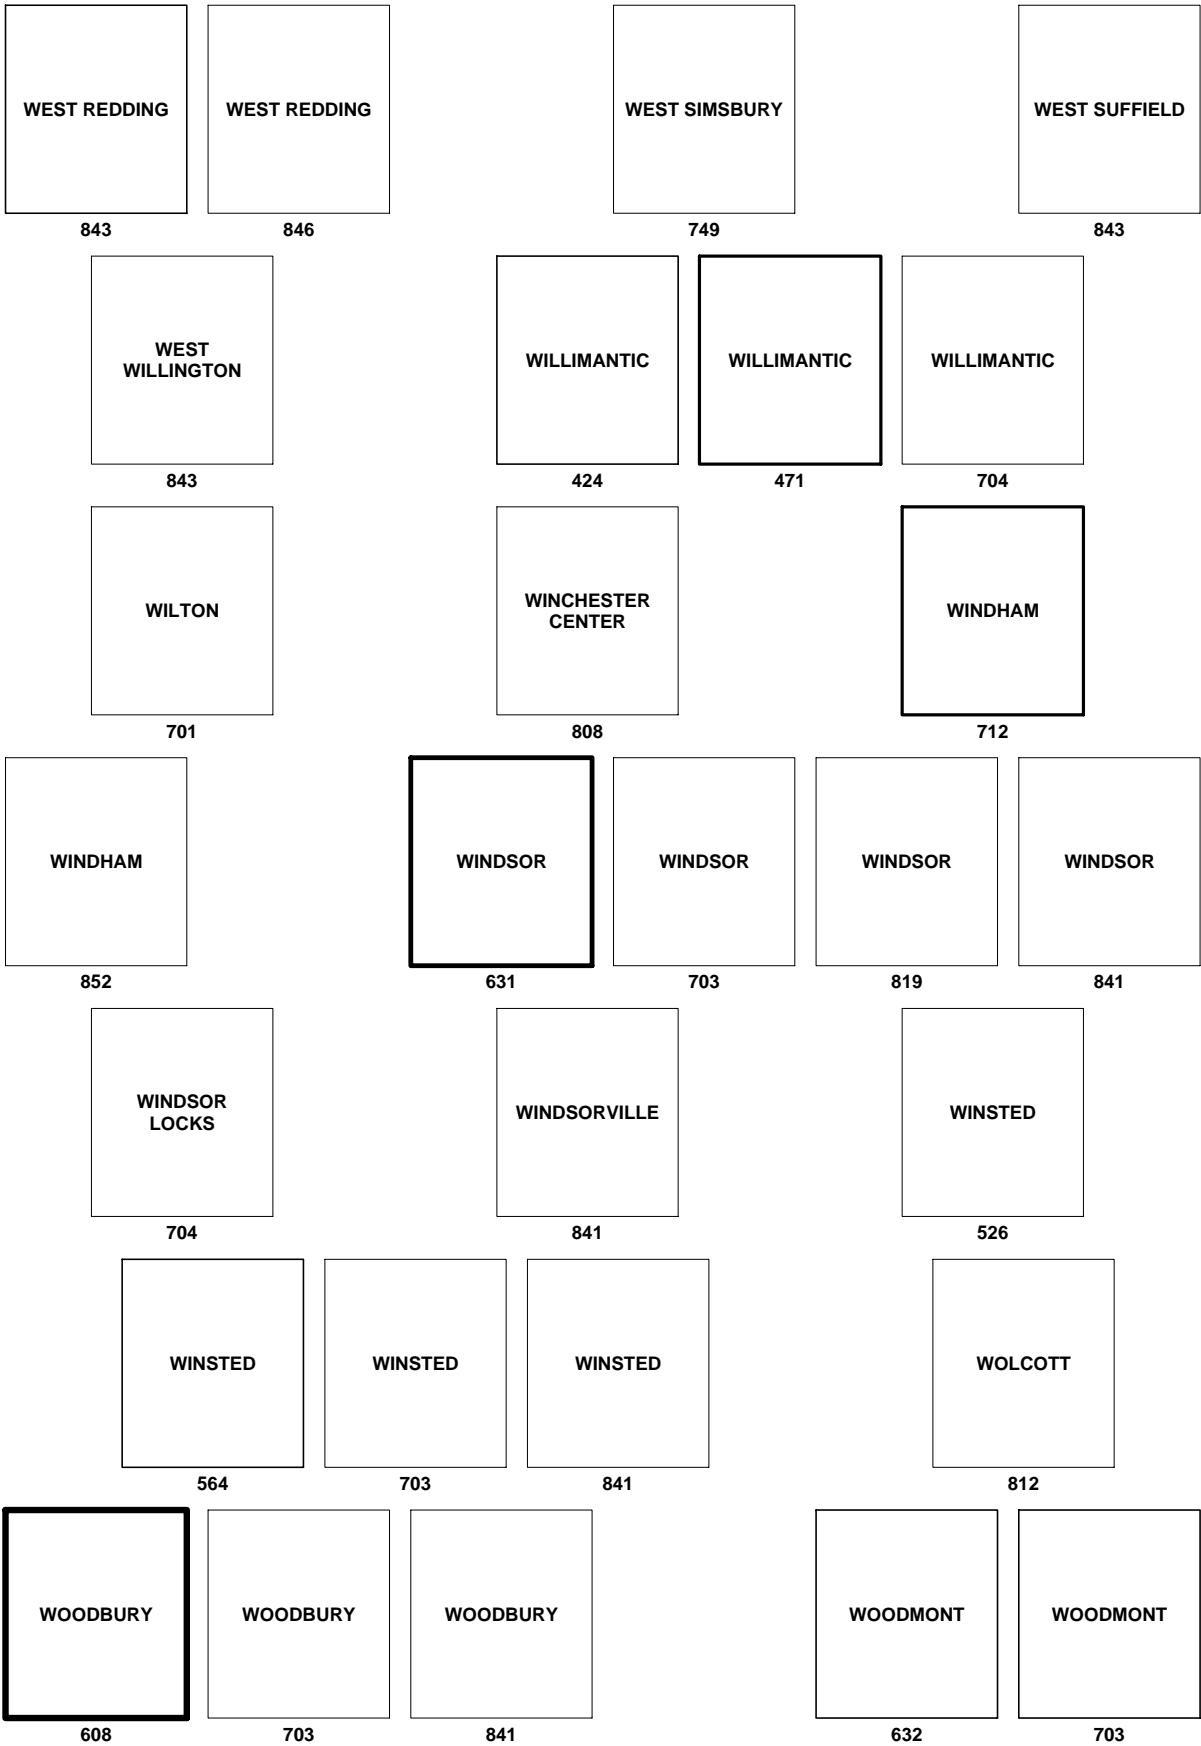 WEST REDDING WEST REDDING WEST SIMSBURY WEST SUFFIELD
843 846 749 843
WEST
WILLINGTON
WILLIMANTIC WILLIMANTIC WILLIMANTIC
843 424 471 704
WILTON
WINCHESTER
CENTER
WINDHAM
701 808 712
WINDHAM WINDSOR WINDSOR WINDSOR WINDSOR
852 631 703 819 841
WINDSOR
LOCKS
WINDSORVILLE WINSTED
704 841 526
WINSTED WINSTED WINSTED WOLCOTT
564 703 841 812
WOODBURY WOODBURY WOODBURY WOODMONT WOODMONT
608 703 841 632 703